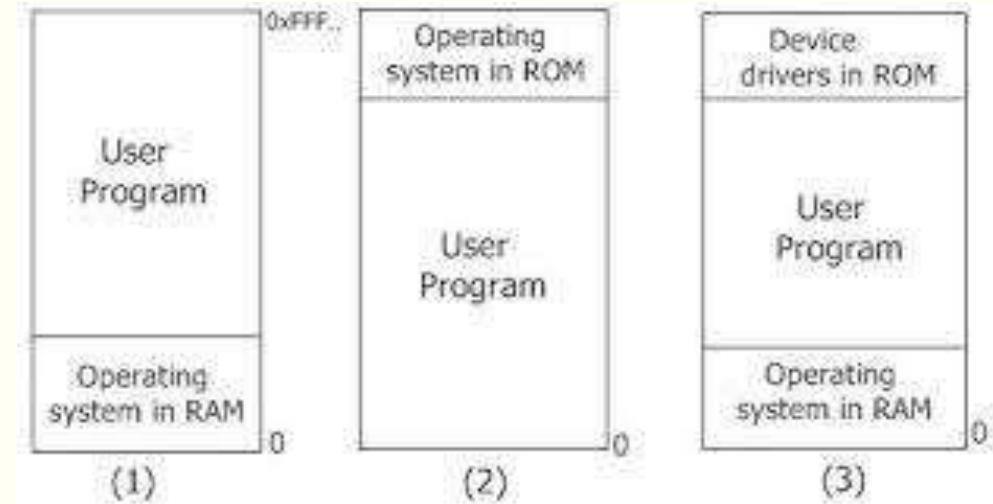 0xFFF..
User
Program
Operating
system in RAM
0
(1)
Operating
system in ROM
User
Program
0
(2)
Device
drivers in ROM
User
Program
Operating
system in RAM
0
(3)